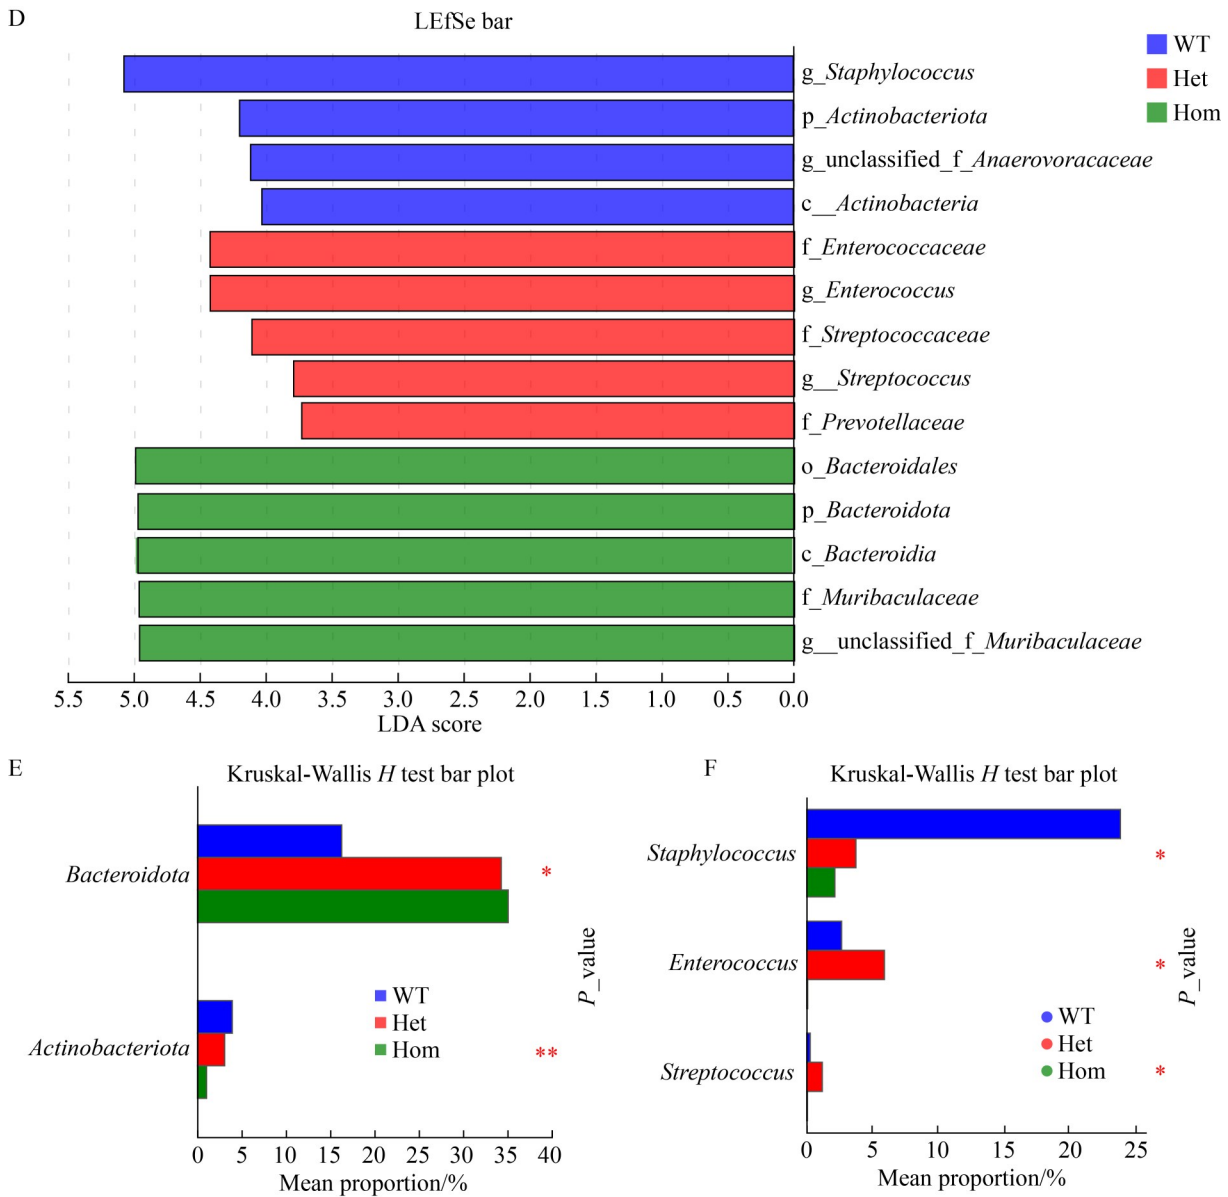 D
LEfSe bar
WT
Het
Hom
g_Staphylococcus
p_Actinobacteriota
g_unclassified_f_Anaerovoracaceae
c__Actinobacteria
f_Enterococcaceae
g_Enterococcus
f_Streptococcaceae
g__Streptococcus
f_Prevotellaceae
o_Bacteroidales
p_Bacteroidota
c_Bacteroidia
f_Muribaculaceae
g__unclassified_f_Muribaculaceae
5.5 5.0 4.5 4.0 3.5 3.0 2.5 2.0 1.5 1.0 0.5 0.0
LDA score
E
Kruskal-Wallis H test bar plot
Bacteroidota
*
Actinobacteriota
**
WT
Het
Hom
P_value
0 5 10 15 20 25 30 35 40
Mean proportion/%
F
Kruskal-Wallis H test bar plot
Staphylococcus
*
Enterococcus
*
Streptococcus
*
WT
Het
Hom
P_value
0 5 10 15 20 25
Mean proportion/%